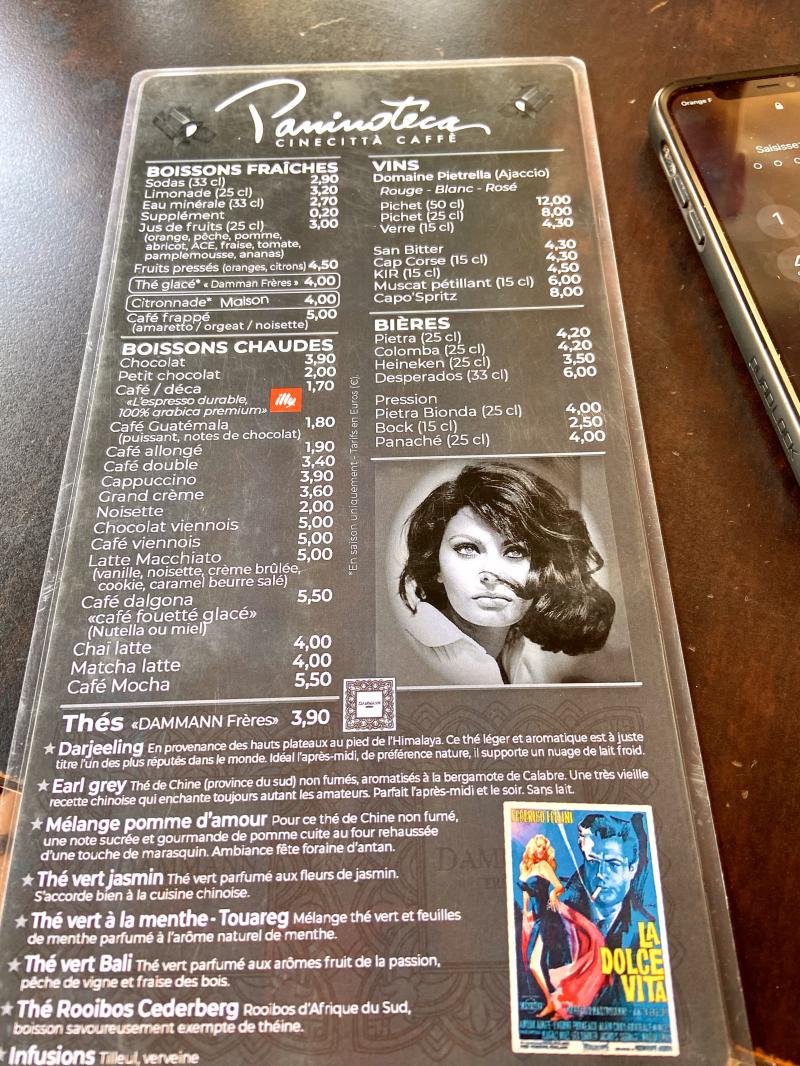 Paninoteca
CINECITTÀ CAFFÈ
BOISSONS FRAÎCHES
Sodas (33 cl) 2,90
Limonade (25 cl) 3,20
Eau minérale (33 cl) 2,70
Supplément 0,20
Jus de fruits (25 cl) 3,00
(orange, pêche, pomme,
abricot, ACE, fraise, tomate,
pamplemousse, ananas)
Fruits pressés (oranges, citrons) 4,50
Thé glacé* « Damman Frères » 4,00
Citronnade* Maison 4,00
Café frappé 5,00
(amaretto / orgeat / noisette)
BOISSONS CHAUDES
Chocolat 3,90
Petit chocolat 2,00
Café / déca 1,70
«L'espresso durable,
100% arabica premium»
illy
Café Guatémala 1,80
(puissant, notes de chocolat)
Café allongé 1,90
Café double 3,40
Cappuccino 3,90
Grand crème 3,60
Noisette 2,00
Chocolat viennois 5,00
Café viennois 5,00
Latte Macchiato 5,00
(vanille, noisette, crème brûlée,
cookie, caramel beurre salé)
Café dalgona 5,50
«café fouetté glacé»
(Nutella ou miel)
Chaï latte 4,00
Matcha latte 4,00
Café Mocha 5,50
*En saison uniquement - Tarifs en Euros (€).
VINS
Domaine Pietrella (Ajaccio)
Rouge - Blanc - Rosé
Pichet (50 cl) 12,00
Pichet (25 cl) 8,00
Verre (15 cl) 4,30
San Bitter 4,30
Cap Corse (15 cl) 4,30
KIR (15 cl) 4,50
Muscat pétillant (15 cl) 6,00
Capo'Spritz 8,00
BIÈRES
Pietra (25 cl) 4,20
Colomba (25 cl) 4,20
Heineken (25 cl) 3,50
Desperados (33 cl) 6,00
Pression
Pietra Bionda (25 cl) 4,00
Bock (15 cl) 2,50
Panaché (25 cl) 4,00
Thés «DAMMANN Frères» 3,90
DAMMANN
Darjeeling En provenance des hauts plateaux au pied de l'Himalaya. Ce thé léger et aromatique est à juste
titre l'un des plus réputés dans le monde. Idéal l'après-midi, de préférence nature, il supporte un nuage de lait froid.
Earl grey Thé de Chine (province du sud) non fumés, aromatisés à la bergamote de Calabre. Une très vieille
recette chinoise qui enchante toujours autant les amateurs. Parfait l'après-midi et le soir. Sans lait.
Mélange pomme d'amour Pour ce thé de Chine non fumé,
une note sucrée et gourmande de pomme cuite au four rehaussée
d'une touche de marasquin. Ambiance fête foraine d'antan.
Thé vert jasmin Thé vert parfumé aux fleurs de jasmin.
S'accorde bien à la cuisine chinoise.
Thé vert à la menthe - Touareg Mélange thé vert et feuilles
de menthe parfumé à l'arôme naturel de menthe.
Thé vert Bali Thé vert parfumé aux arômes fruit de la passion,
pêche de vigne et fraise des bois.
Thé Rooibos Cederberg Rooibos d'Afrique du Sud,
boisson savoureusement exempte de théine.
Infusions Tilleul, verveine
FEDERICO FELLINI
LA
DOLCE
VITA
Orange F
Saisisse
1